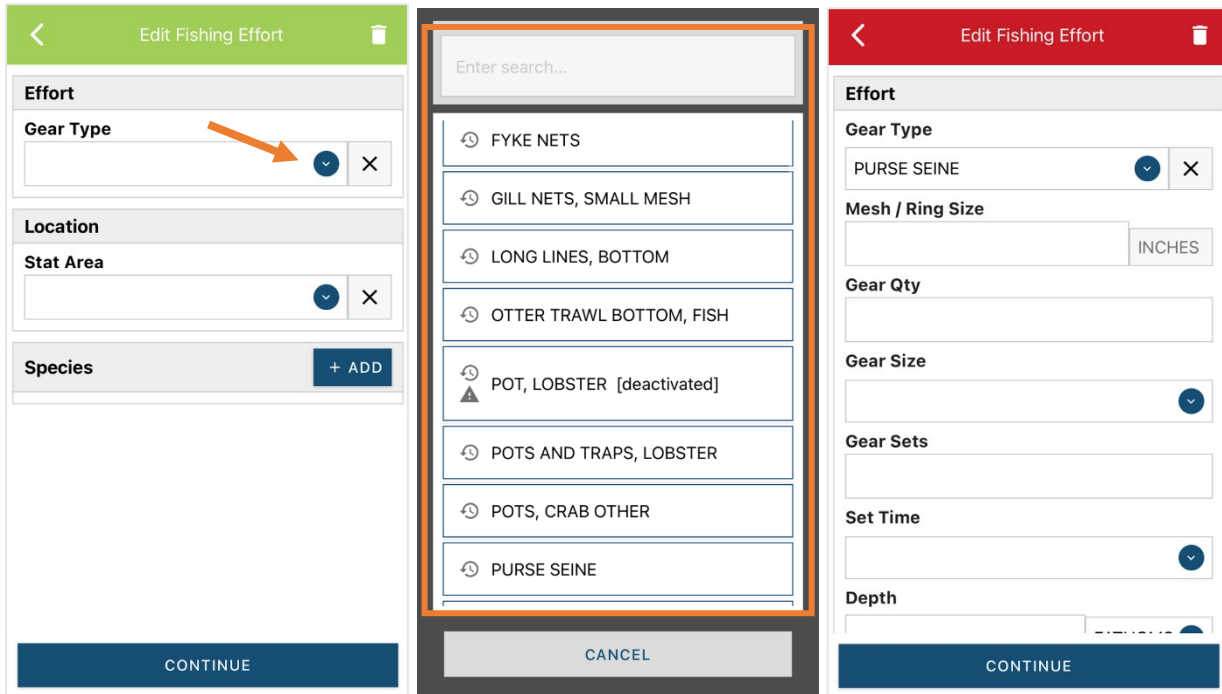 Edit Fishing Effort
Effort
Gear Type
Location
Stat Area
Species
+ ADD
CONTINUE
Enter search...
FYKE NETS
GILL NETS, SMALL MESH
LONG LINES, BOTTOM
OTTER TRAWL BOTTOM, FISH
POT, LOBSTER [deactivated]
POTS AND TRAPS, LOBSTER
POTS, CRAB OTHER
PURSE SEINE
CANCEL
Edit Fishing Effort
Effort
Gear Type
PURSE SEINE
Mesh / Ring Size
INCHES
Gear Qty
Gear Size
Gear Sets
Set Time
Depth
CONTINUE